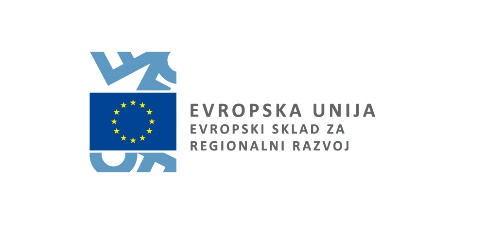 EVROPSKA UNIJA
EVROPSKI SKLAD ZA
REGIONALNI RAZVOJ